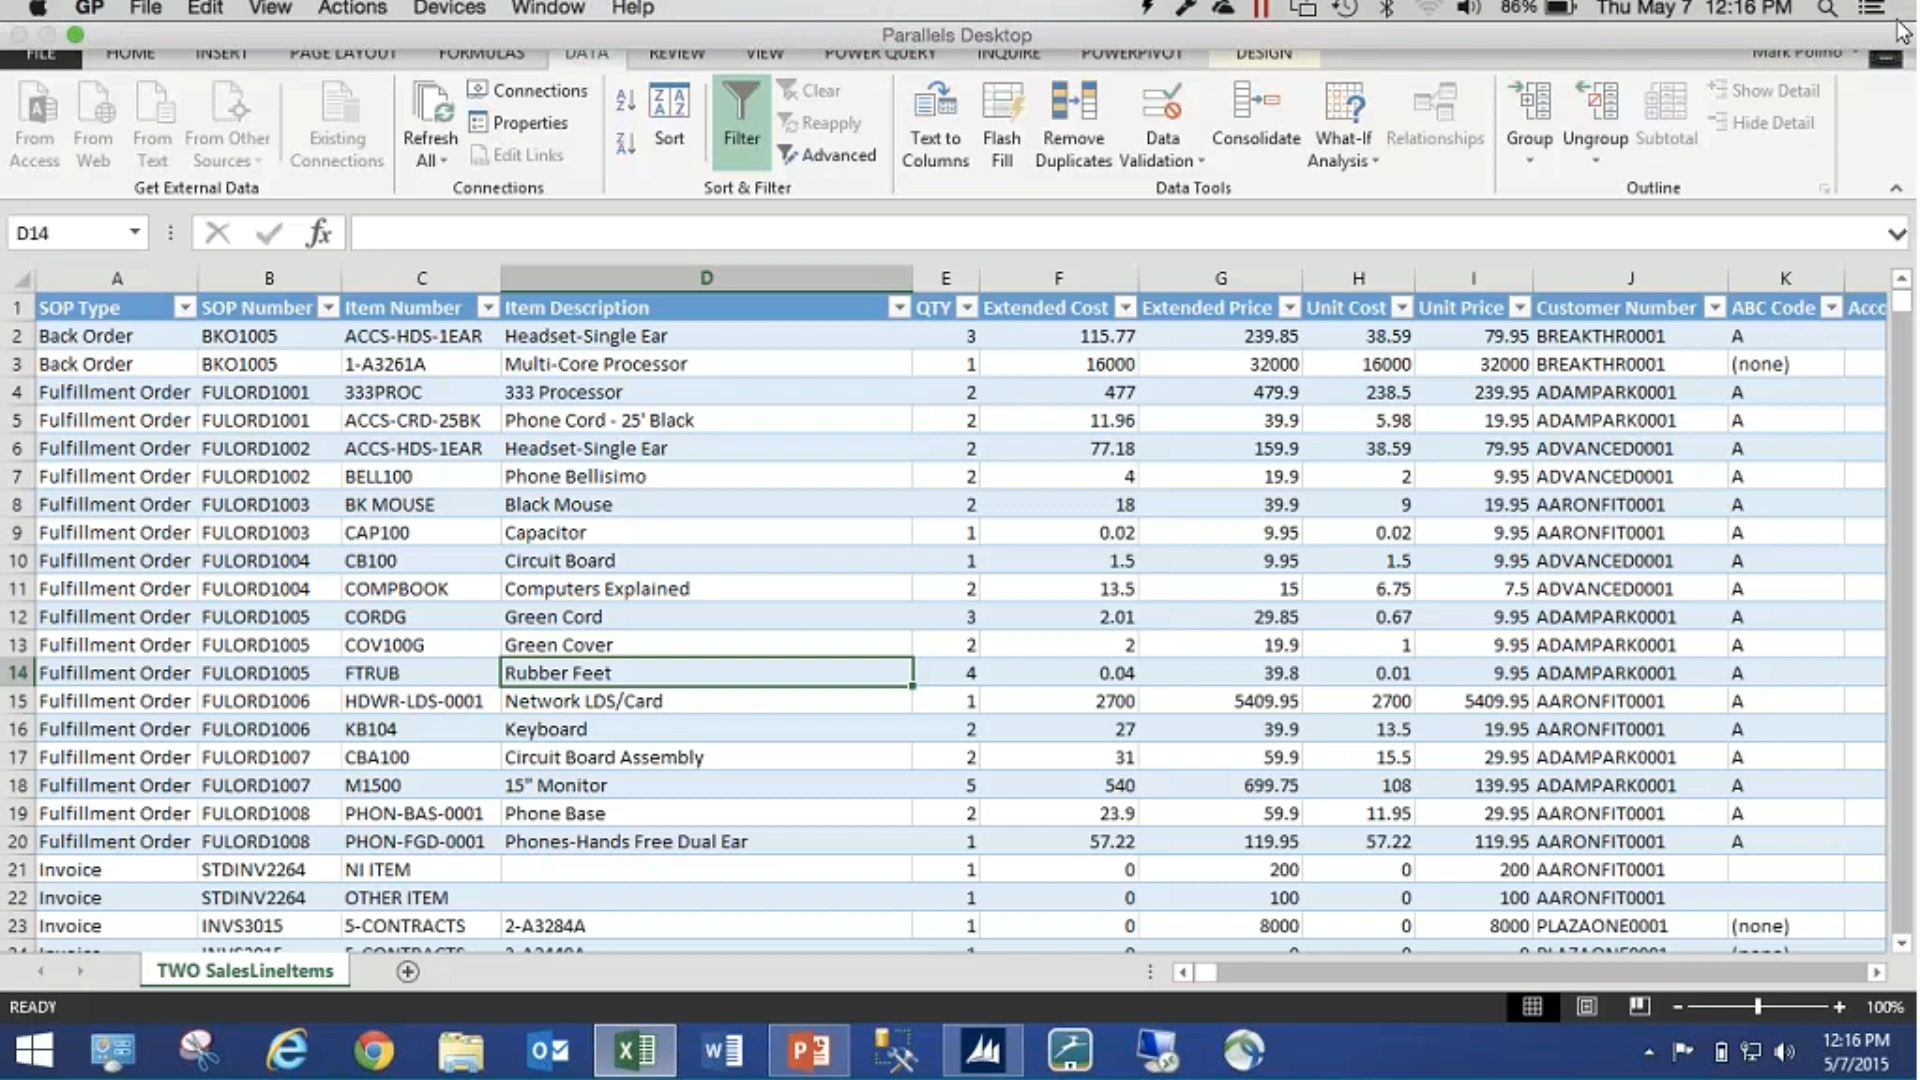 GP File Edit View Actions Devices Window Help 86% Thu May 7 12:16 PM
Parallels Desktop
FILE HOME INSERT PAGE LAYOUT FORMULAS DATA REVIEW VIEW POWER QUERY INQUIRE POWERPIVOT DESIGN Mark Polino
From Access From Web From Text From Other Sources Existing Connections Refresh All Connections Properties Edit Links Sort Filter Clear Reapply Advanced Text to Columns Flash Fill Remove Duplicates Data Validation Consolidate What-If Analysis Relationships Group Ungroup Subtotal Show Detail Hide Detail
Get External Data Connections Sort & Filter Data Tools Outline
D14 fx
A B C D E F G H I J K
1 SOP Type SOP Number Item Number Item Description QTY Extended Cost Extended Price Unit Cost Unit Price Customer Number ABC Code Acco
2 Back Order BKO1005 ACCS-HDS-1EAR Headset-Single Ear 3 115.77 239.85 38.59 79.95 BREAKTHR0001 A
3 Back Order BKO1005 1-A3261A Multi-Core Processor 1 16000 32000 16000 32000 BREAKTHR0001 (none)
4 Fulfillment Order FULORD1001 333PROC 333 Processor 2 477 479.9 238.5 239.95 ADAMPARK0001 A
5 Fulfillment Order FULORD1001 ACCS-CRD-25BK Phone Cord - 25' Black 2 11.96 39.9 5.98 19.95 ADAMPARK0001 A
6 Fulfillment Order FULORD1002 ACCS-HDS-1EAR Headset-Single Ear 2 77.18 159.9 38.59 79.95 ADVANCED0001 A
7 Fulfillment Order FULORD1002 BELL100 Phone Bellisimo 2 4 19.9 2 9.95 ADVANCED0001 A
8 Fulfillment Order FULORD1003 BK MOUSE Black Mouse 2 18 39.9 9 19.95 AARONFIT0001 A
9 Fulfillment Order FULORD1003 CAP100 Capacitor 1 0.02 9.95 0.02 9.95 AARONFIT0001 A
10 Fulfillment Order FULORD1004 CB100 Circuit Board 1 1.5 9.95 1.5 9.95 ADVANCED0001 A
11 Fulfillment Order FULORD1004 COMPBOOK Computers Explained 2 13.5 15 6.75 7.5 ADVANCED0001 A
12 Fulfillment Order FULORD1005 CORDG Green Cord 3 2.01 29.85 0.67 9.95 ADAMPARK0001 A
13 Fulfillment Order FULORD1005 COV100G Green Cover 2 2 19.9 1 9.95 ADAMPARK0001 A
14 Fulfillment Order FULORD1005 FTRUB Rubber Feet 4 0.04 39.8 0.01 9.95 ADAMPARK0001 A
15 Fulfillment Order FULORD1006 HDWR-LDS-0001 Network LDS/Card 1 2700 5409.95 2700 5409.95 AARONFIT0001 A
16 Fulfillment Order FULORD1006 KB104 Keyboard 2 27 39.9 13.5 19.95 AARONFIT0001 A
17 Fulfillment Order FULORD1007 CBA100 Circuit Board Assembly 2 31 59.9 15.5 29.95 ADAMPARK0001 A
18 Fulfillment Order FULORD1007 M1500 15" Monitor 5 540 699.75 108 139.95 ADAMPARK0001 A
19 Fulfillment Order FULORD1008 PHON-BAS-0001 Phone Base 2 23.9 59.9 11.95 29.95 AARONFIT0001 A
20 Fulfillment Order FULORD1008 PHON-FGD-0001 Phones-Hands Free Dual Ear 1 57.22 119.95 57.22 119.95 AARONFIT0001 A
21 Invoice STDINV2264 NI ITEM 1 0 200 0 200 AARONFIT0001
22 Invoice STDINV2264 OTHER ITEM 1 0 100 0 100 AARONFIT0001
23 Invoice INVS3015 5-CONTRACTS 2-A3284A 1 0 8000 0 8000 PLAZAONE0001 (none)
TWO SalesLineItems
READY 100%
12:16 PM
5/7/2015